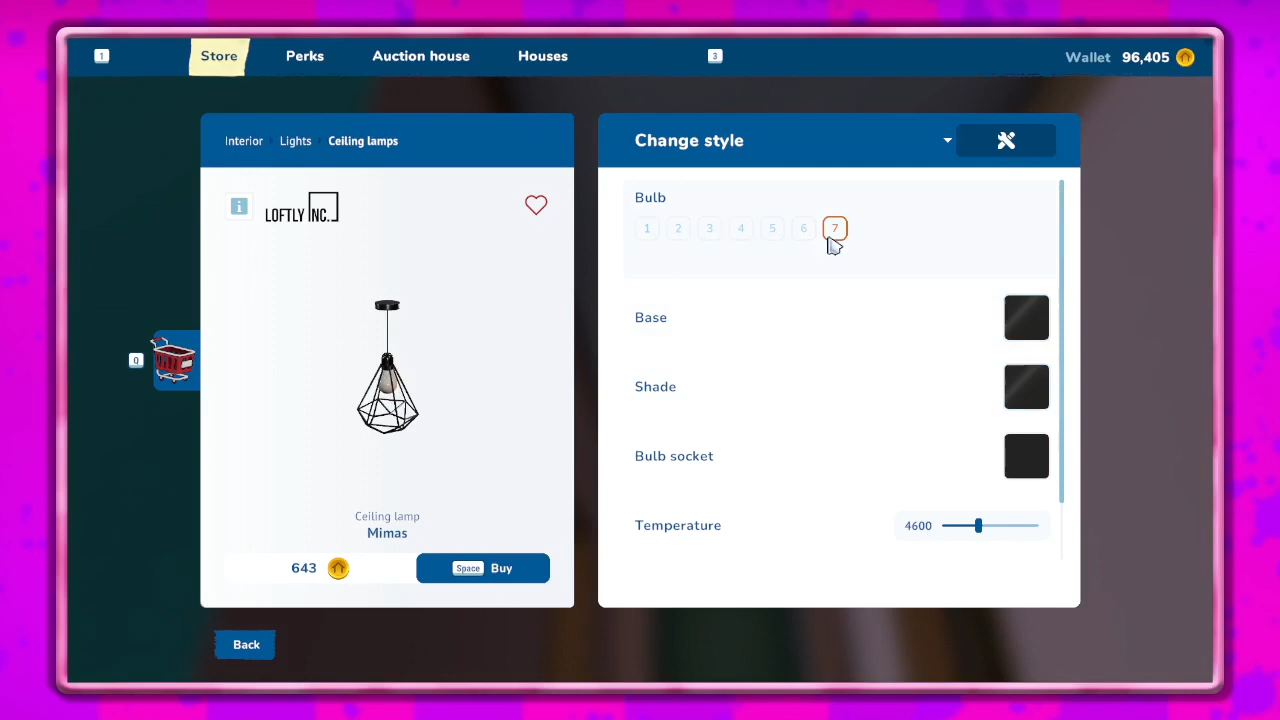 1 Store Perks Auction house Houses 3 Wallet 96,405
Interior Lights Ceiling lamps
i LOFTLY INC.
Q
Ceiling lamp
Mimas
643 Space Buy
Back
Change style
Bulb
1 2 3 4 5 6 7
Base
Shade
Bulb socket
Temperature 4600